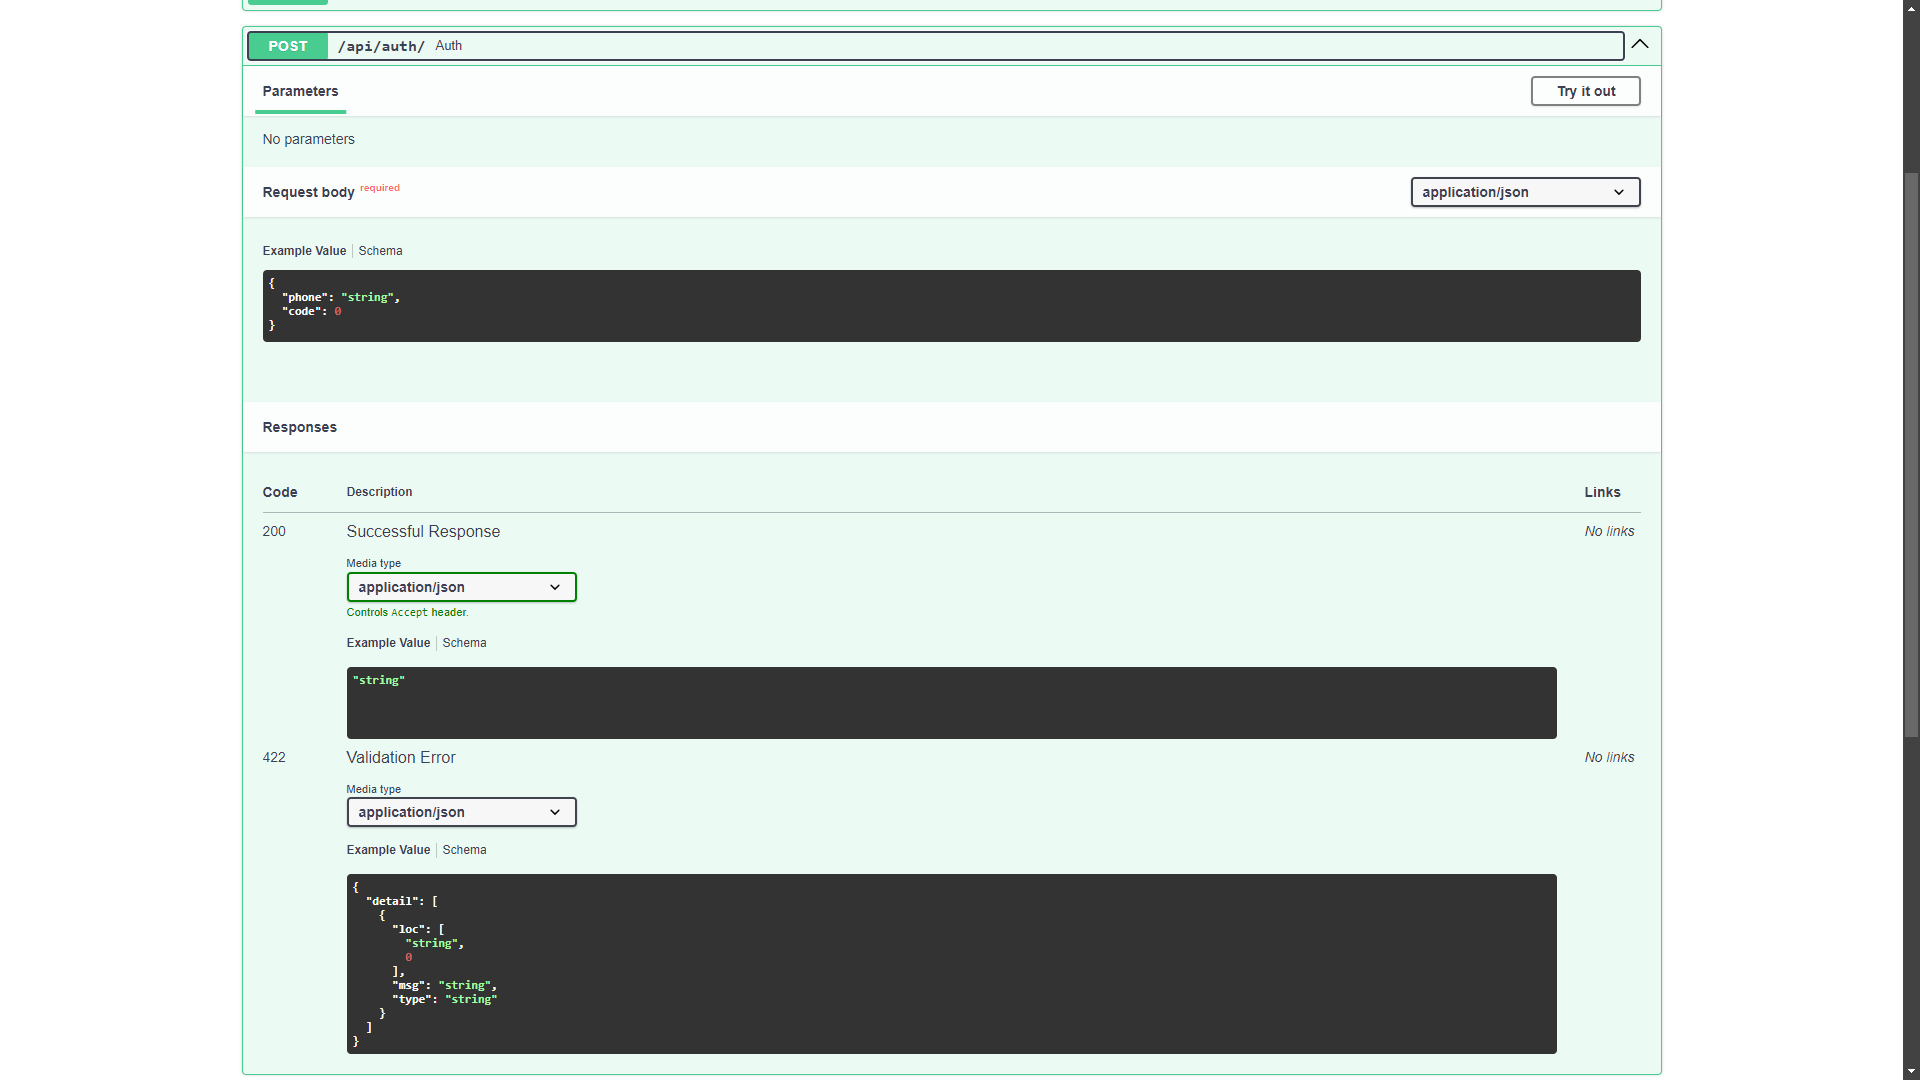 POST /api/auth/ Auth
Parameters
Try it out
No parameters
Request body required
application/json
Example Value Schema
{
  "phone": "string",
  "code": 0
}
Responses
Code Description Links
200 Successful Response No links
Media type
application/json
Controls Accept header.
Example Value Schema
"string"
422 Validation Error No links
Media type
application/json
Example Value Schema
{
  "detail": [
    {
      "loc": [
        "string",
        0
      ],
      "msg": "string",
      "type": "string"
    }
  ]
}